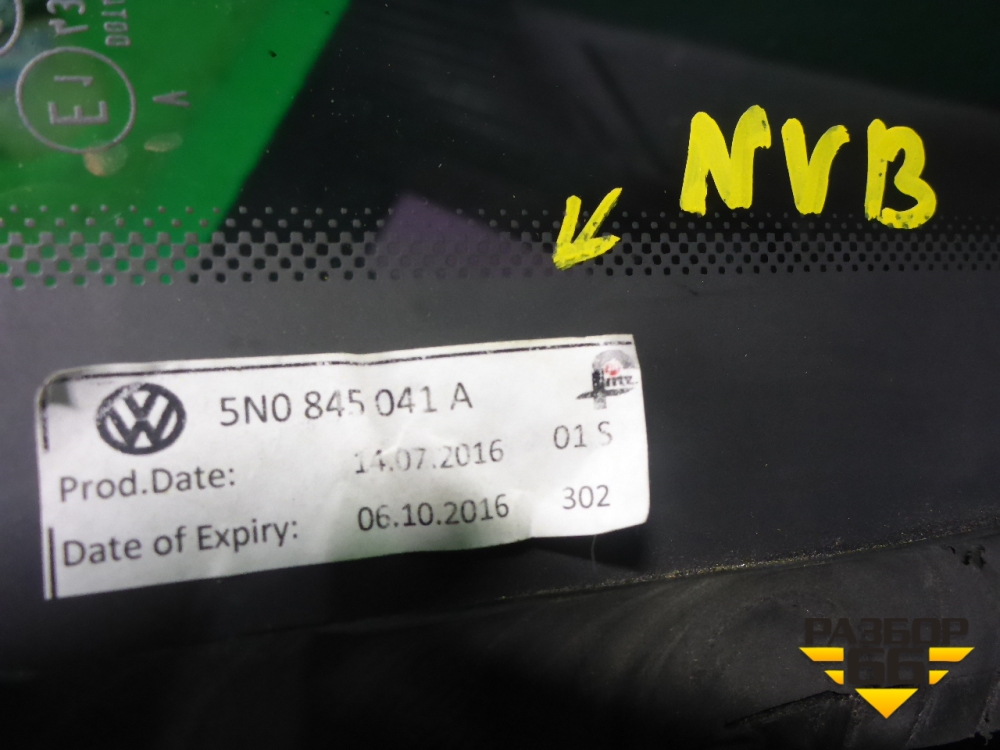 E1
A
NVB
5N0 845 041 A
Prod.Date: 14.07.2016 01 S
Date of Expiry: 06.10.2016 302
РАЗБОР
66